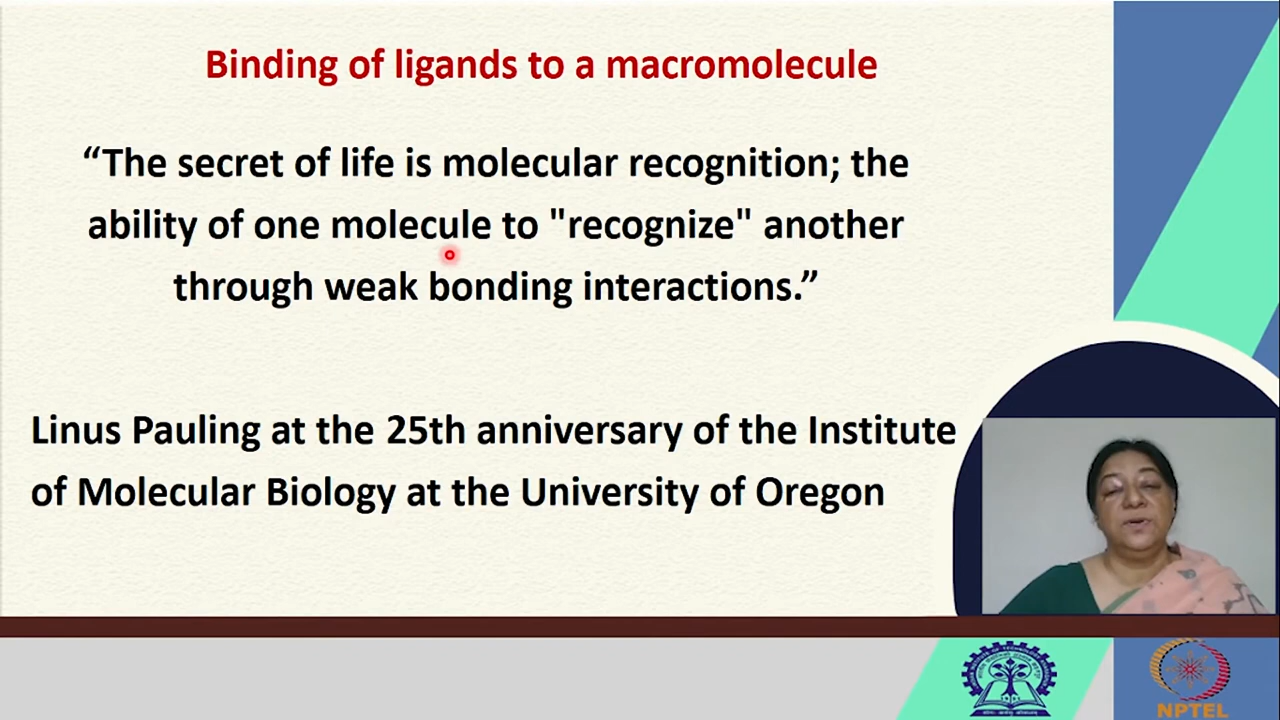 Binding of ligands to a macromolecule
“The secret of life is molecular recognition; the
ability of one molecule to "recognize" another
through weak bonding interactions.”
Linus Pauling at the 25th anniversary of the Institute
of Molecular Biology at the University of Oregon
NPTEL